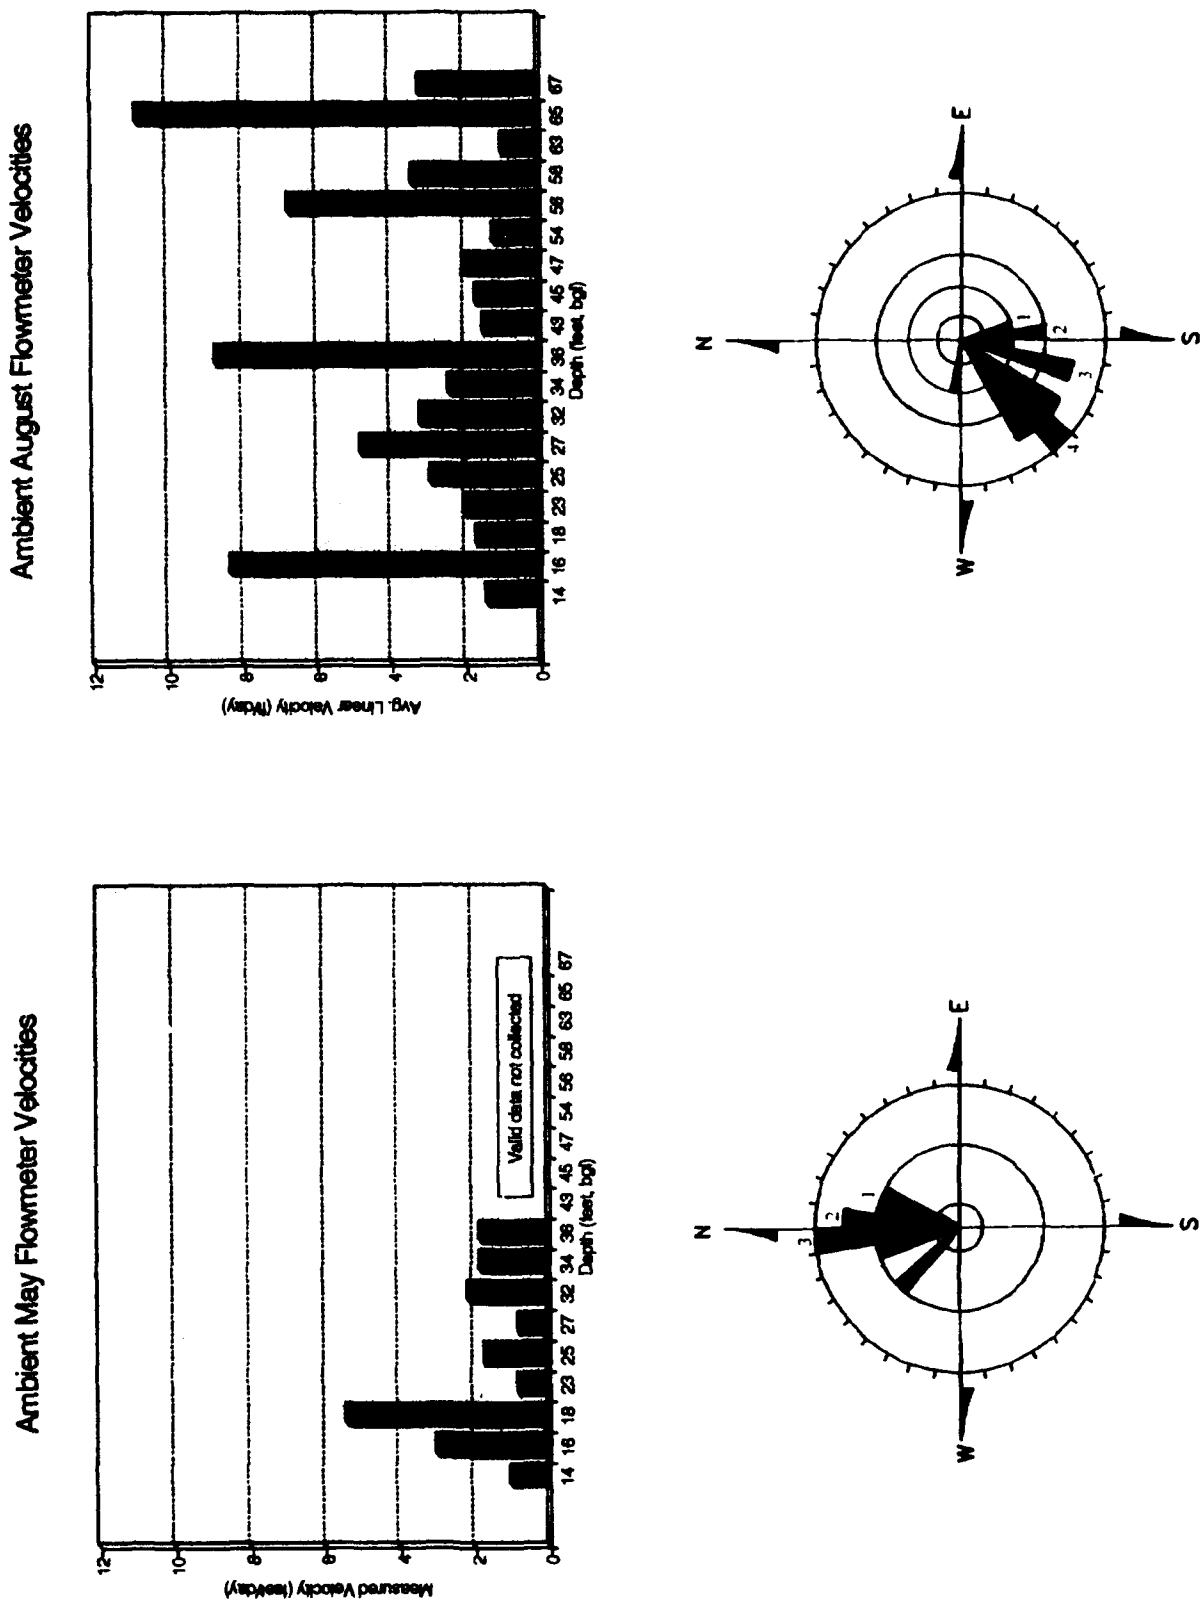 Ambient May Flowmeter Velocities
Measured Velocity (feet/day)
12
10
8
6
4
2
0
Valid data not collected
14 16 18 23 25 27 32 34 36 43 45 47 54 56 58 63 65 67
Depth (feet, bgl)
N
3
2
1
W
E
S
Ambient August Flowmeter Velocities
Avg. Linear Velocity (ft/day)
12
10
8
6
4
2
0
14 16 18 23 25 27 32 34 36 43 45 47 54 56 58 63 65 67
Depth (feet, bgl)
N
W
E
1
2
3
4
S